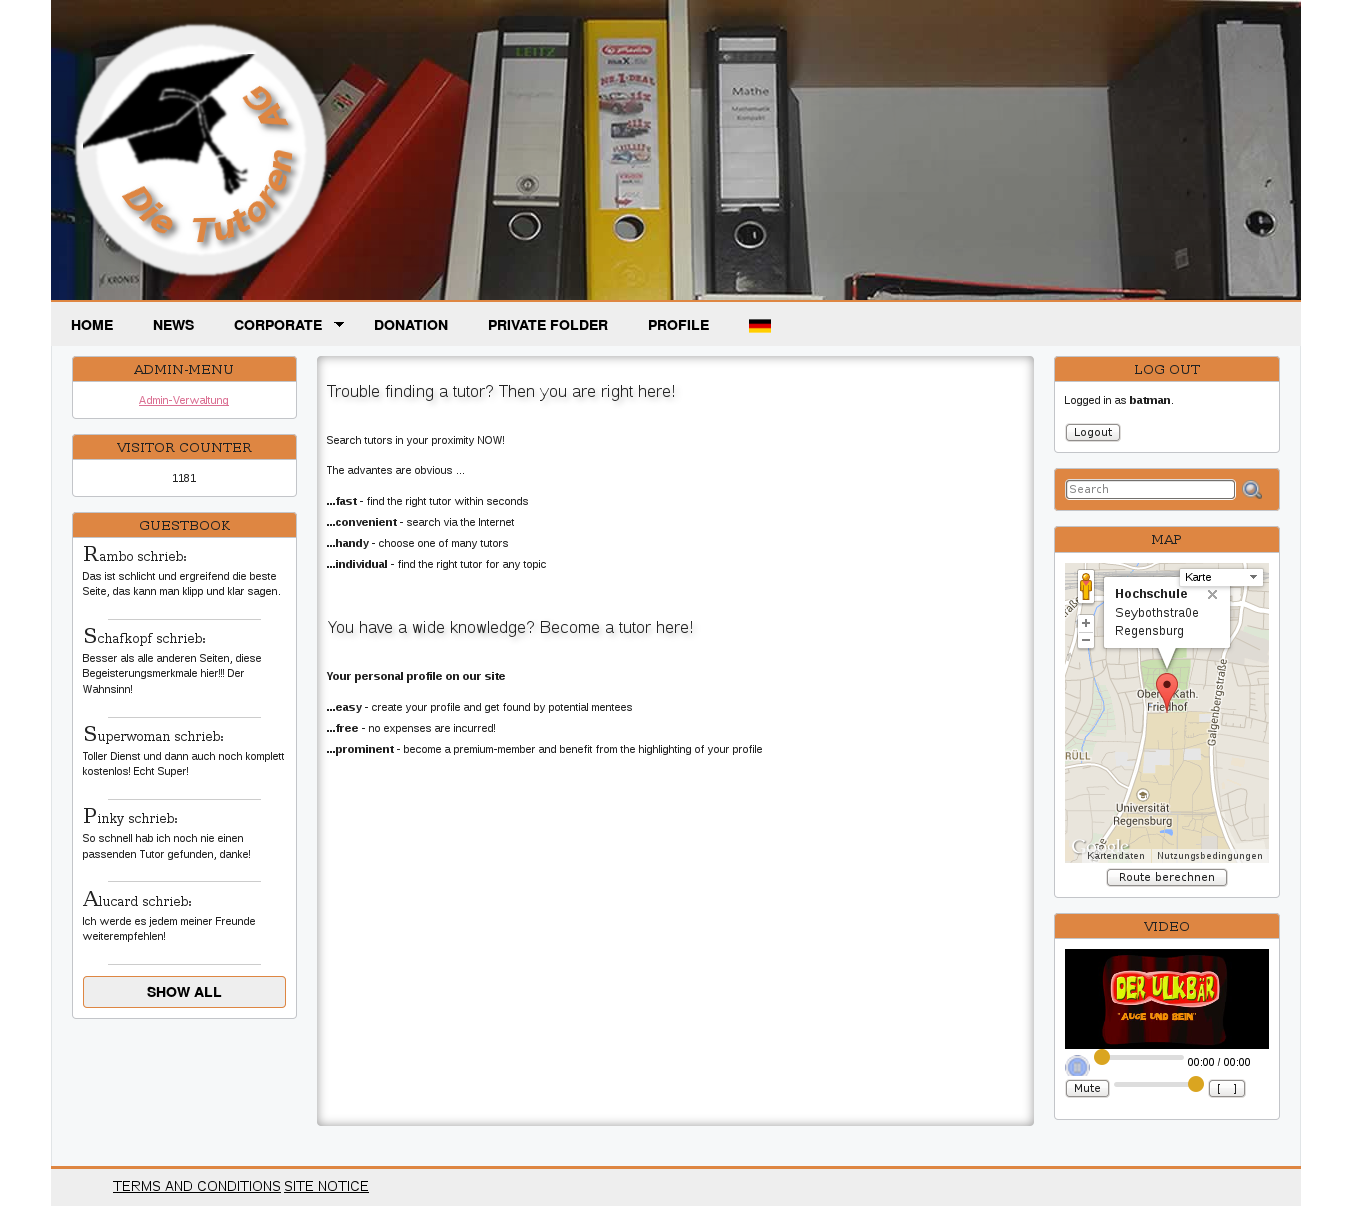 LEITZ
maX.file
NR.1-DEAL
Mathe
Mathematik
Kompakt
KRONES
Die Tutoren AG
HOME
NEWS
CORPORATE
DONATION
PRIVATE FOLDER
PROFILE
ADMIN-MENU
Admin-Verwaltung
VISITOR COUNTER
1181
GUESTBOOK
Rambo schrieb:
Das ist schlicht und ergreifend die beste
Seite, das kann man klipp und klar sagen.
Schafkopf schrieb:
Besser als alle anderen Seiten, diese
Begeisterungsmerkmale hier!!! Der
Wahnsinn!
Superwoman schrieb:
Toller Dienst und dann auch noch komplett
kostenlos! Echt Super!
Pinky schrieb:
So schnell hab ich noch nie einen
passenden Tutor gefunden, danke!
Alucard schrieb:
Ich werde es jedem meiner Freunde
weiterempfehlen!
SHOW ALL
Trouble finding a tutor? Then you are right here!
Search tutors in your proximity NOW!
The advantes are obvious ...
...fast - find the right tutor within seconds
...convenient - search via the Internet
...handy - choose one of many tutors
...individual - find the right tutor for any topic
You have a wide knowledge? Become a tutor here!
Your personal profile on our site
...easy - create your profile and get found by potential mentees
...free - no expenses are incurred!
...prominent - become a premium-member and benefit from the highlighting of your profile
LOG OUT
Logged in as batman.
Logout
Search
MAP
Karte
Hochschule
Seybothstra0e
Regensburg
+
−
Kath.
Friedhof
Galgenbergstraße
RÜLL
Universität
Regensburg
Google
Kartendaten
Nutzungsbedingungen
Route berechnen
VIDEO
DER ULKBÄR
"AUGE UND BEIN"
00:00 / 00:00
Mute
[ ]
TERMS AND CONDITIONS SITE NOTICE